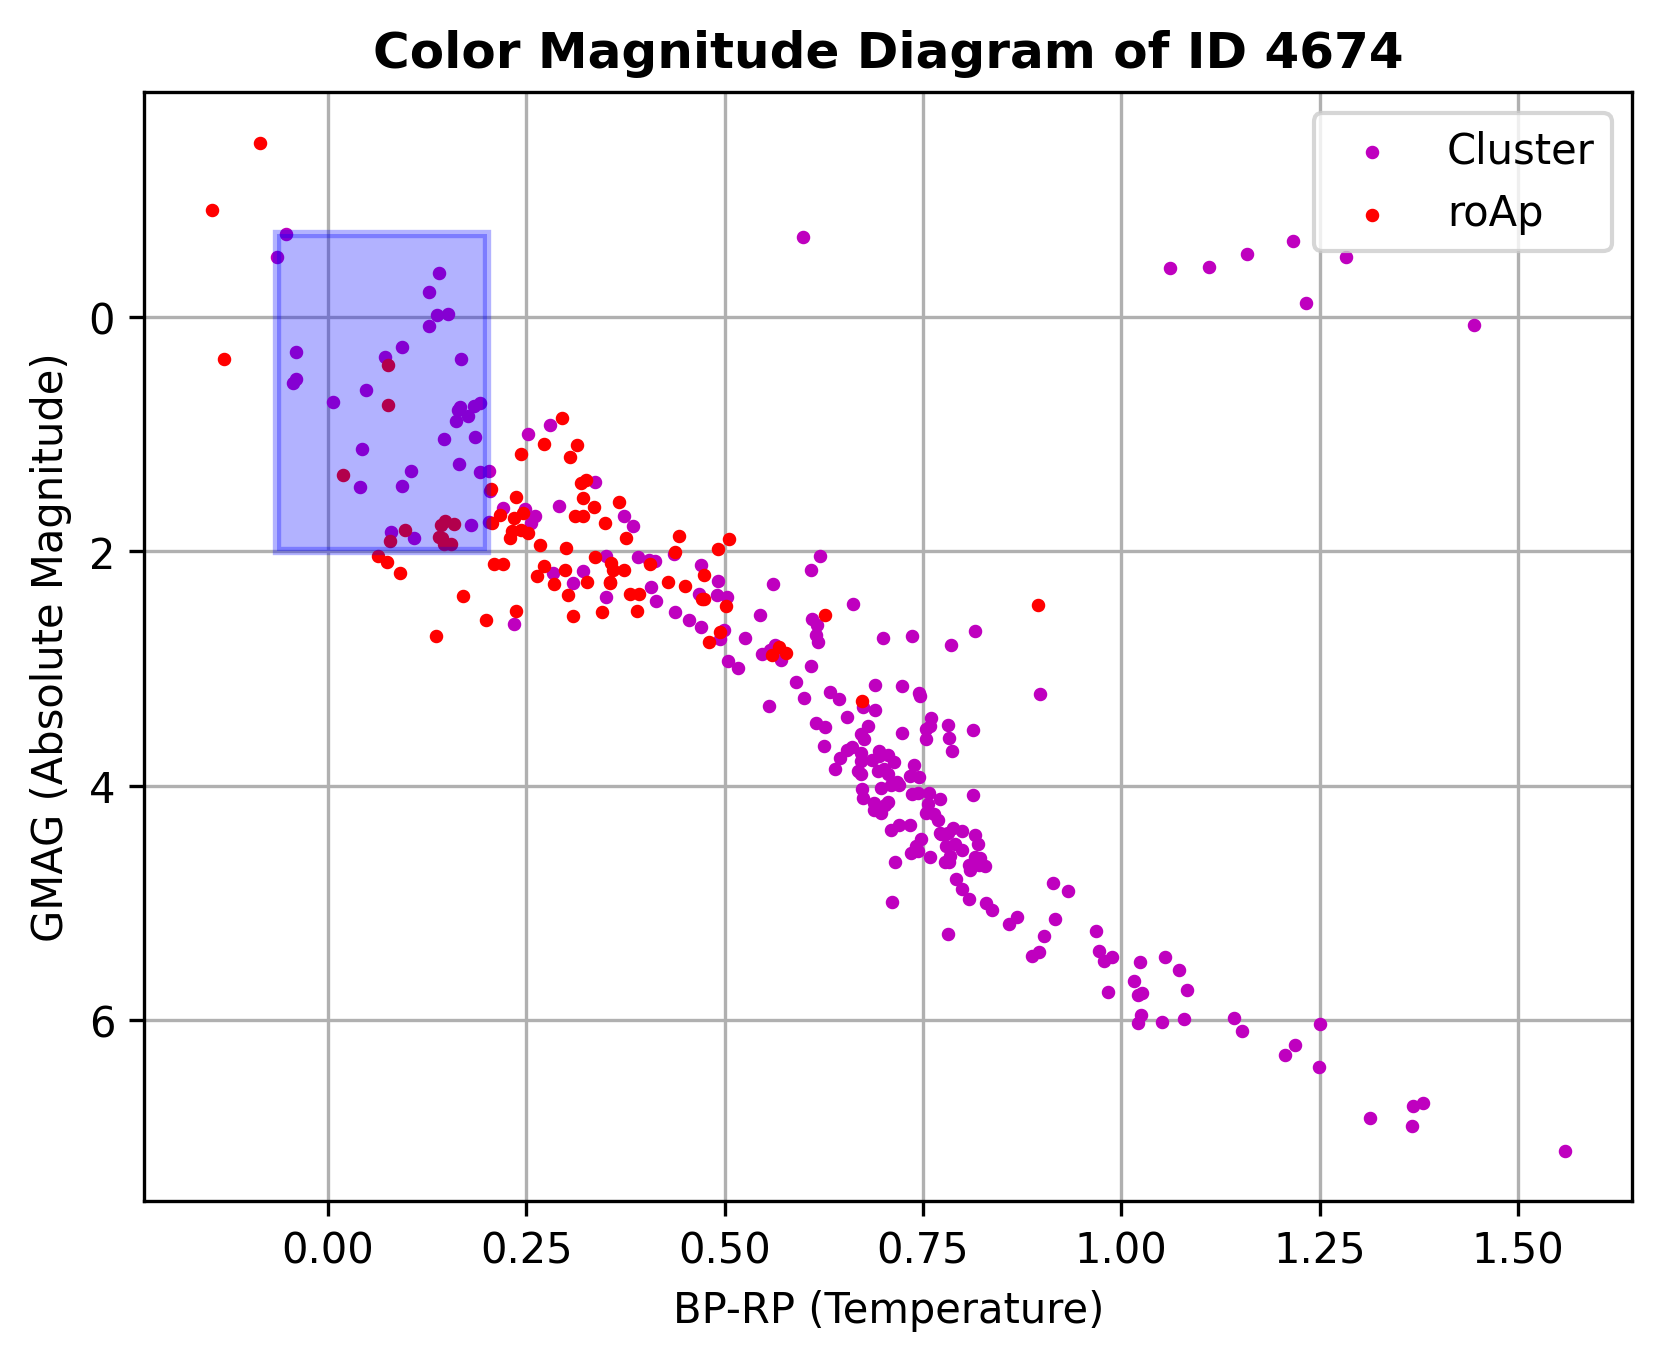 Color Magnitude Diagram of ID 4674
Cluster
roAp
GMAG (Absolute Magnitude)
0
2
4
6
0.00 0.25 0.50 0.75 1.00 1.25 1.50
BP-RP (Temperature)